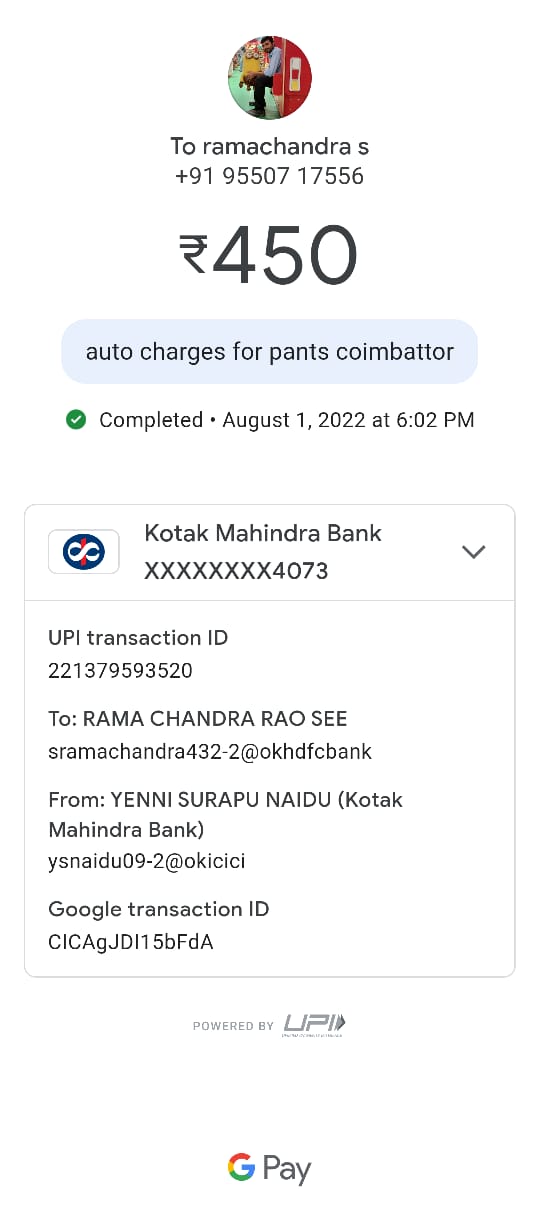 To ramachandra s
+91 95507 17556
₹450
auto charges for pants coimbattor
Completed • August 1, 2022 at 6:02 PM
Kotak Mahindra Bank
XXXXXXXX4073
UPI transaction ID
221379593520
To: RAMA CHANDRA RAO SEE
sramachandra432-2@okhdfcbank
From: YENNI SURAPU NAIDU (Kotak
Mahindra Bank)
ysnaidu09-2@okicici
Google transaction ID
CICAgJDI15bFdA
POWERED BY UPI
G Pay